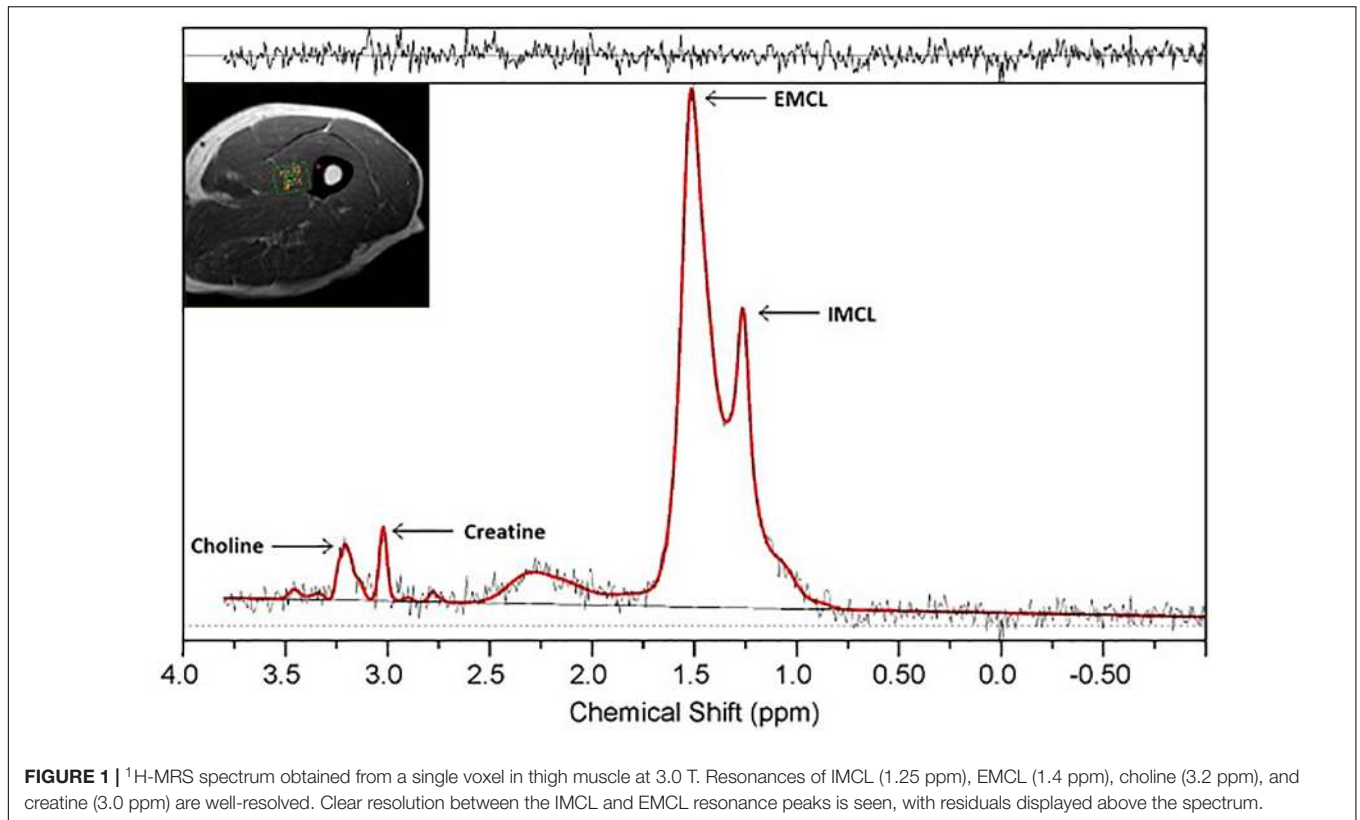 EMCL
IMCL
Choline
Creatine
4.0 3.5 3.0 2.5 2.0 1.5 1.0 0.50 0.0 -0.50
Chemical Shift (ppm)
FIGURE 1 | ¹H-MRS spectrum obtained from a single voxel in thigh muscle at 3.0 T. Resonances of IMCL (1.25 ppm), EMCL (1.4 ppm), choline (3.2 ppm), and
creatine (3.0 ppm) are well-resolved. Clear resolution between the IMCL and EMCL resonance peaks is seen, with residuals displayed above the spectrum.